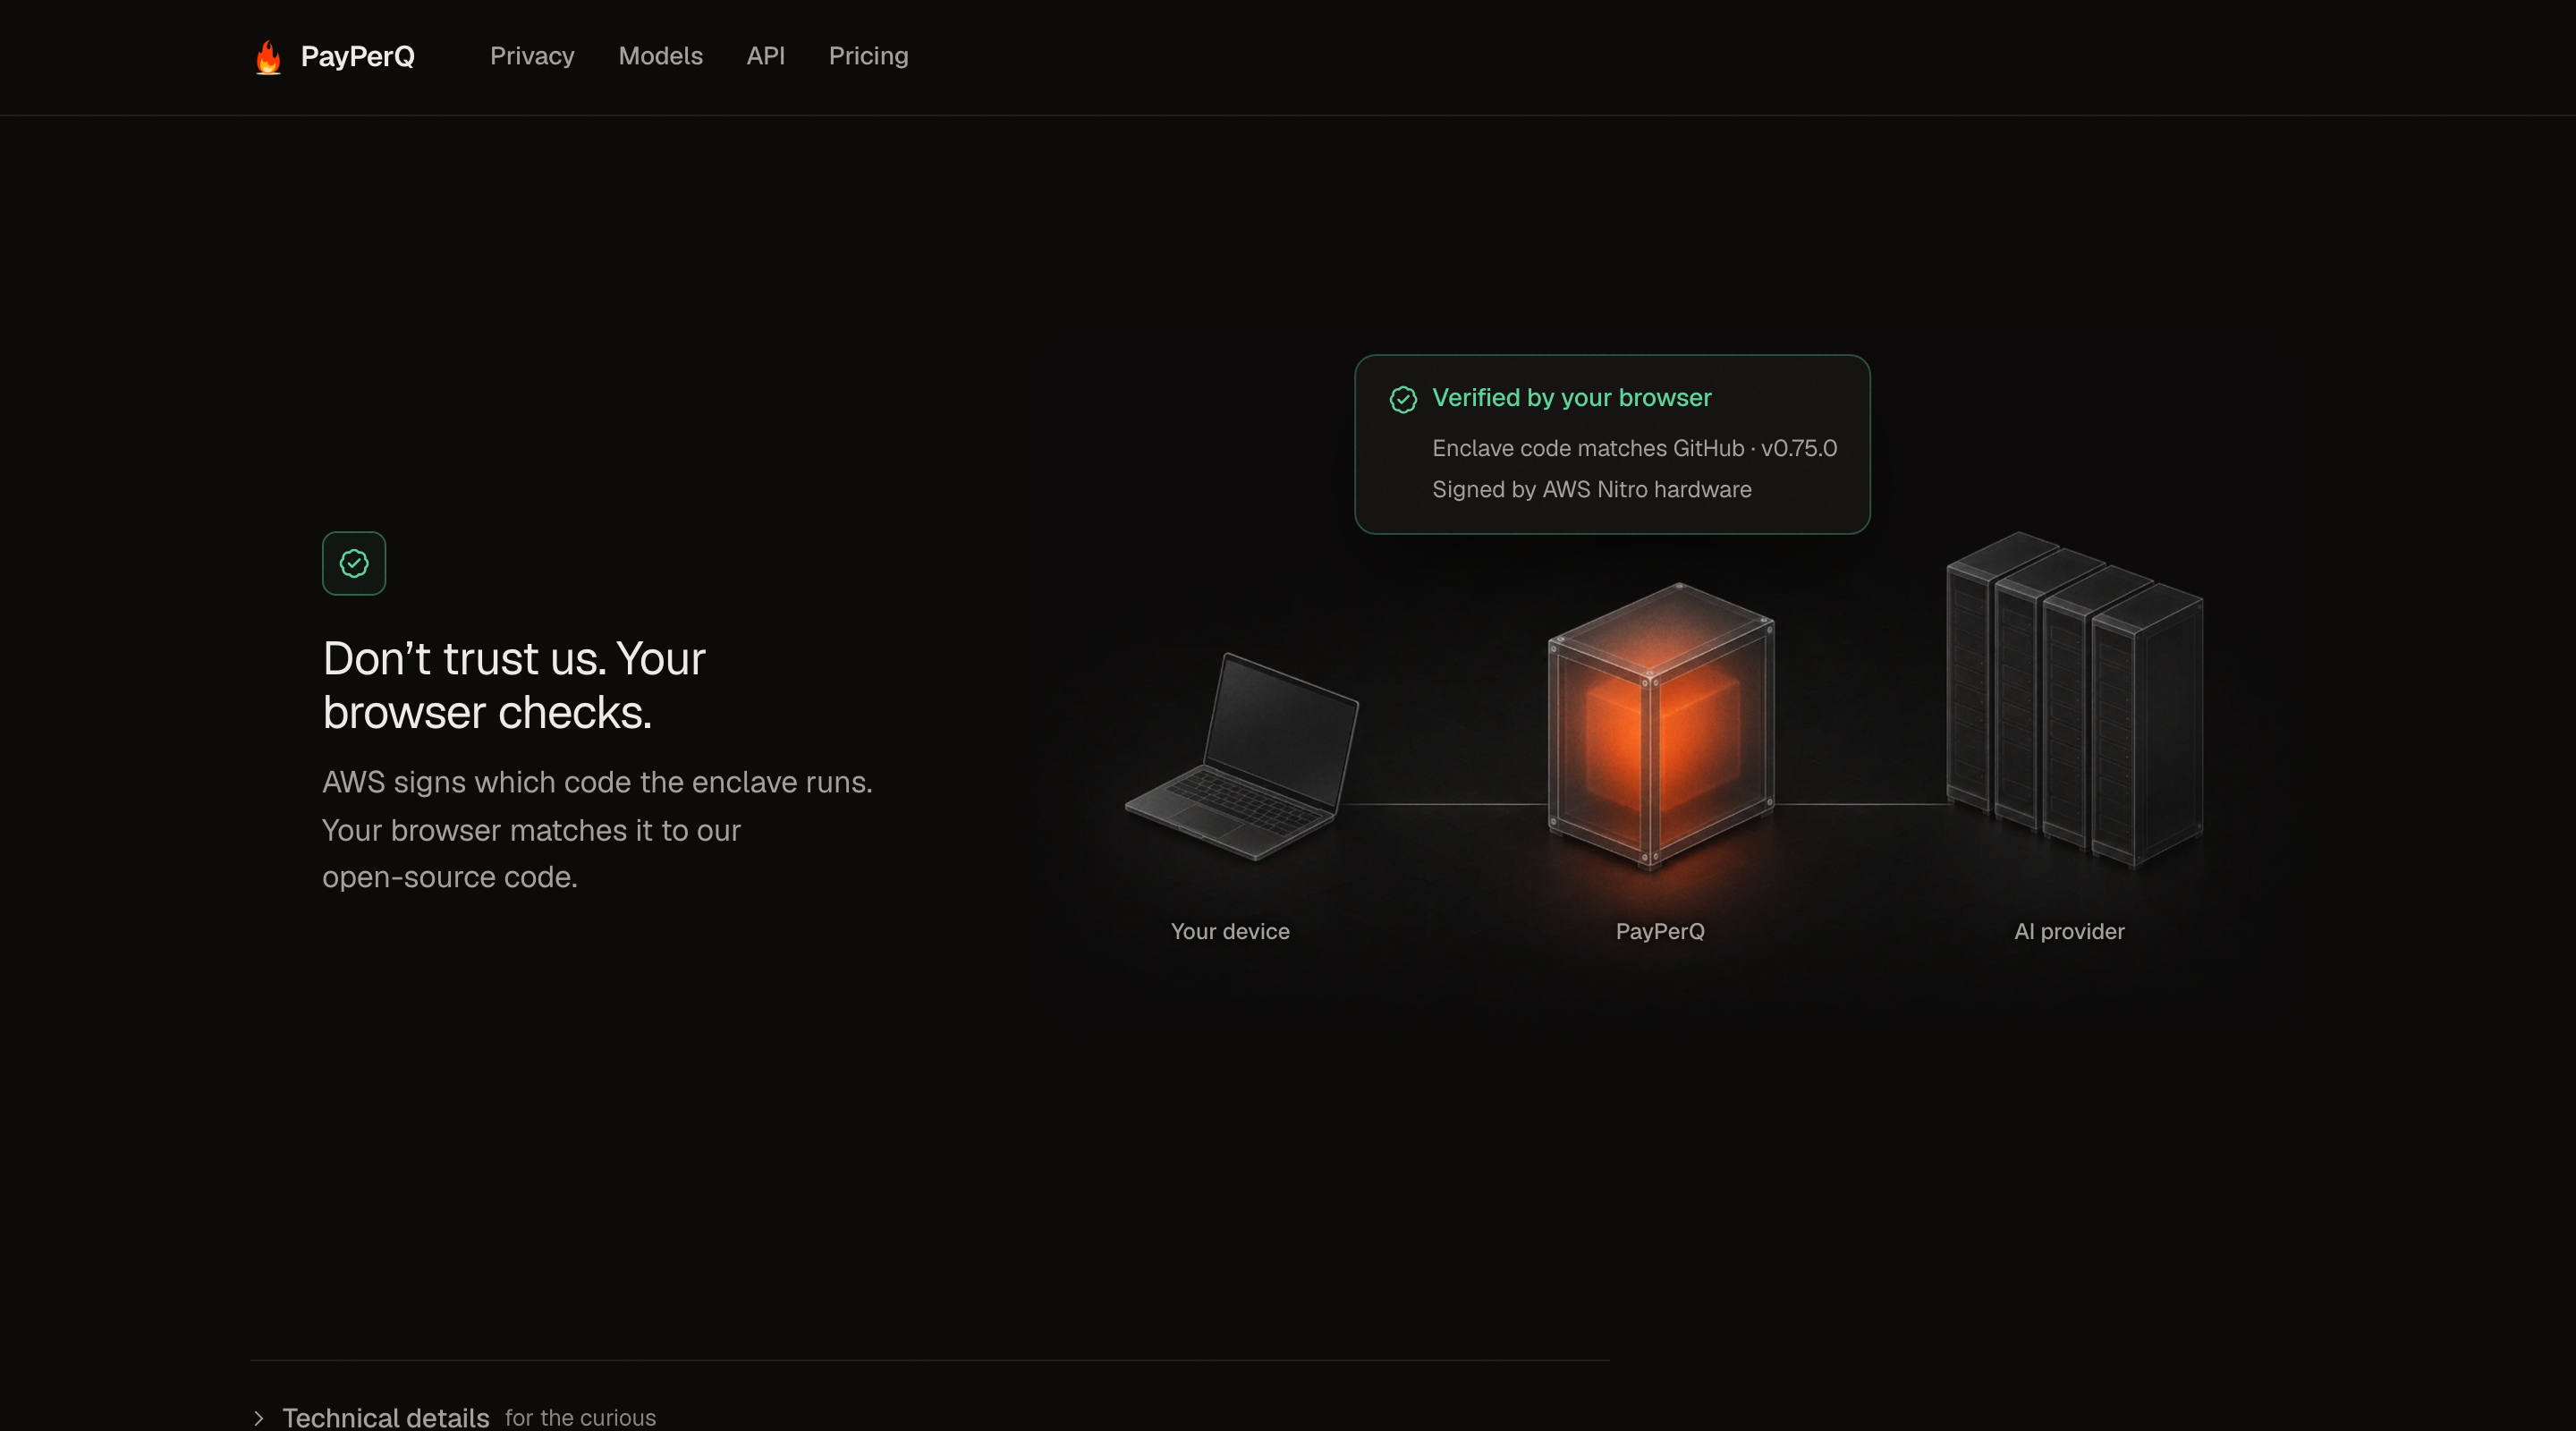 PayPerQ
Privacy
Models
API
Pricing
Verified by your browser
Enclave code matches GitHub · v0.75.0
Signed by AWS Nitro hardware
Don’t trust us. Your
browser checks.
AWS signs which code the enclave runs.
Your browser matches it to our
open-source code.
Your device
PayPerQ
AI provider
Technical details for the curious